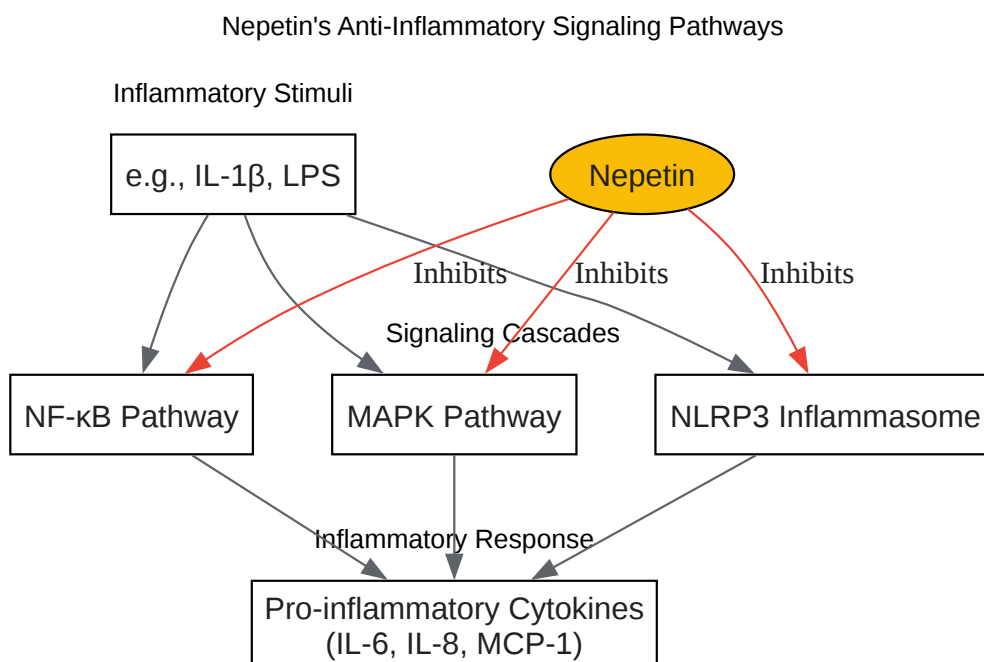 Nepetin's Anti-Inflammatory Signaling Pathways
Inflammatory Stimuli
e.g., IL-1β, LPS
Nepetin
Inhibits
Inhibits
Inhibits
Signaling Cascades
NF-κB Pathway
MAPK Pathway
NLRP3 Inflammasome
Inflammatory Response
Pro-inflammatory Cytokines
(IL-6, IL-8, MCP-1)